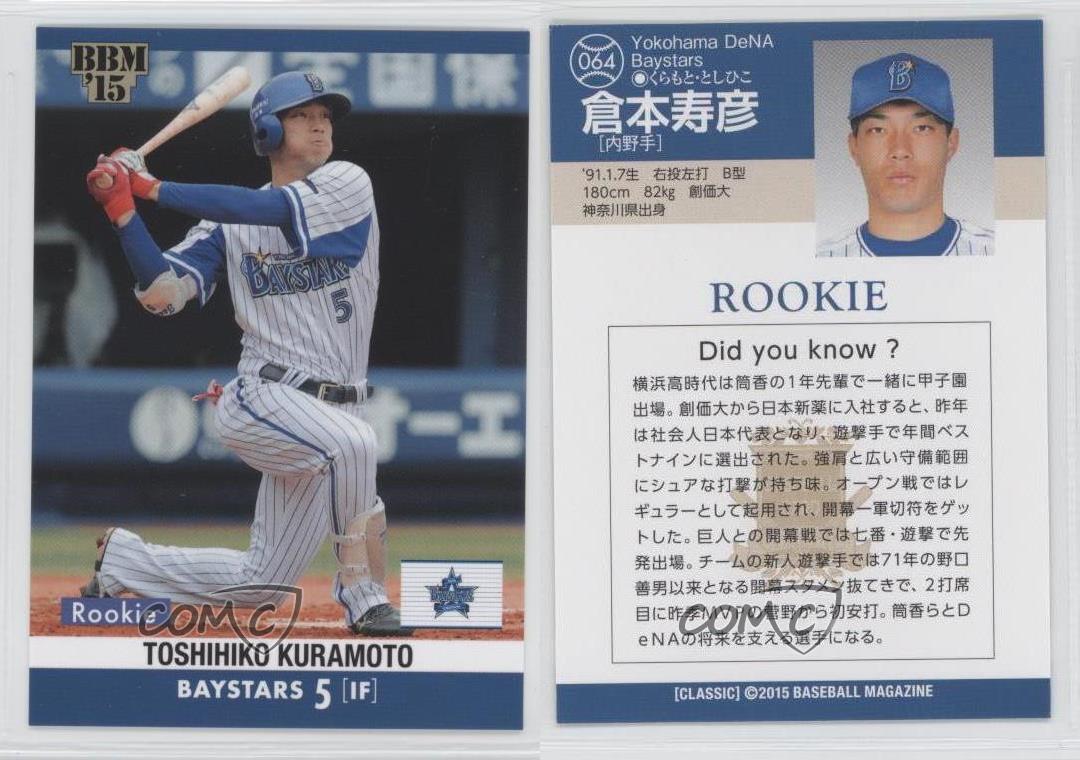 BBM
'15
BAYSTARS
5
Rookie
COMC
TOSHIHIKO KURAMOTO
BAYSTARS 5 [IF]
064
Yokohama DeNA
Baystars
●くらもと・としひこ
倉本寿彦
[内野手]
'91.1.7生 右投左打 B型
180cm 82kg 創価大
神奈川県出身
ROOKIE
Did you know ?
横浜高時代は筒香の1年先輩で一緒に甲子園
出場。創価大から日本新薬に入社すると、昨年
は社会人日本代表となり、遊撃手で年間ベス
トナインに選出された。強肩と広い守備範囲
にシュアな打撃が持ち味。オープン戦ではレ
ギュラーとして起用され、開幕一軍切符をゲッ
トした。巨人との開幕戦では七番・遊撃で先
発出場。チームの新人遊撃手では71年の野口
善男以来となる開幕スタメン抜てきで、2打席
目に昨季MVPの菅野から初安打。筒香らとD
eNAの将来を支える選手になる。
COMC
[CLASSIC] ©2015 BASEBALL MAGAZINE